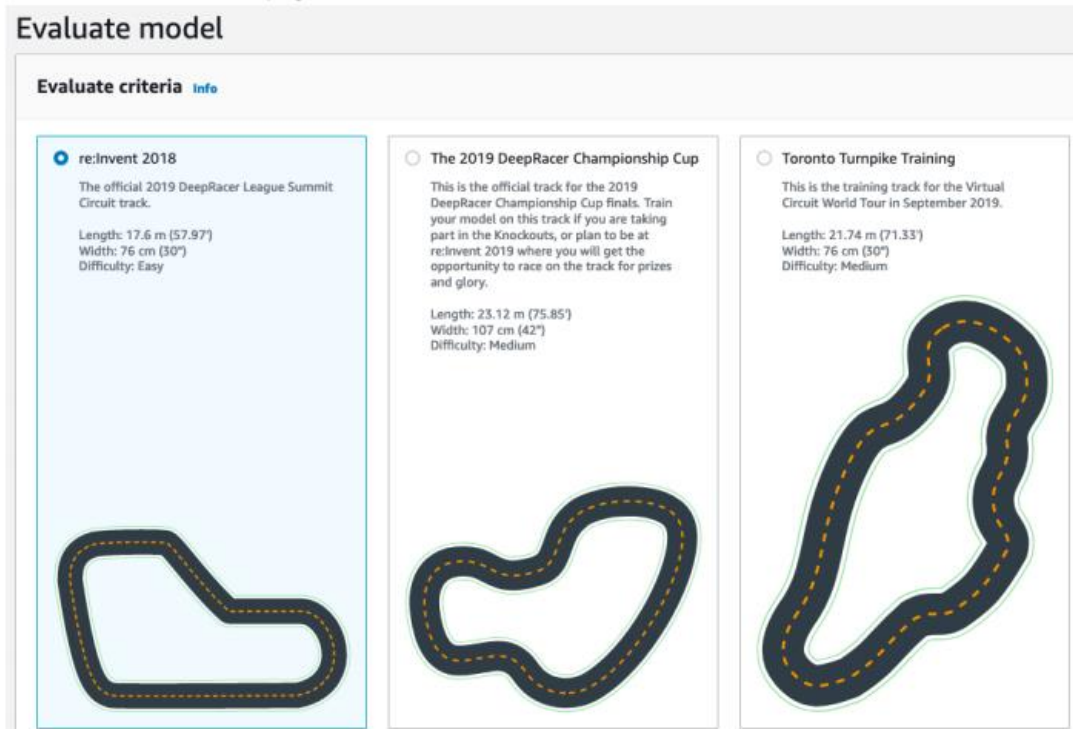 Evaluate model
Evaluate criteria Info
re:Invent 2018
The official 2019 DeepRacer League Summit
Circuit track.
Length: 17.6 m (57.97')
Width: 76 cm (30")
Difficulty: Easy
The 2019 DeepRacer Championship Cup
This is the official track for the 2019
DeepRacer Championship Cup finals. Train
your model on this track if you are taking
part in the Knockouts, or plan to be at
re:Invent 2019 where you will get the
opportunity to race on the track for prizes
and glory.
Length: 23.12 m (75.85')
Width: 107 cm (42")
Difficulty: Medium
Toronto Turnpike Training
This is the training track for the Virtual
Circuit World Tour in September 2019.
Length: 21.74 m (71.33')
Width: 76 cm (30")
Difficulty: Medium